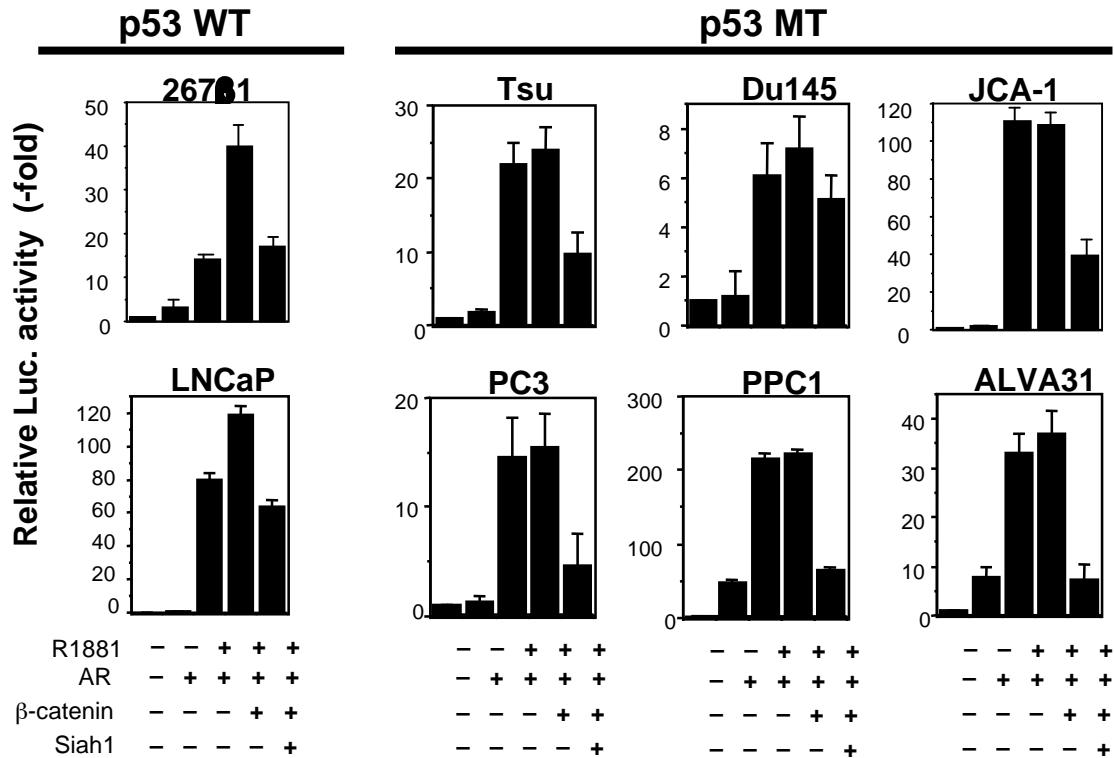 p53 WT
p53 MT
Relative Luc. activity (-fold)
267β1
50
40
30
20
10
0
Tsu
30
20
10
0
Du145
8
6
4
2
0
JCA-1
120
100
80
60
40
20
0
LNCaP
120
100
80
60
40
20
0
PC3
20
10
0
PPC1
300
200
100
0
ALVA31
40
30
20
10
0
R1881 – – + + + – – + + + – – + + + – – + + +
AR – + + + + – + + + + – + + + + – + + + +
β-catenin – – – + + – – – + + – – – + + – – – + +
Siah1 – – – – + – – – – + – – – – + – – – – +